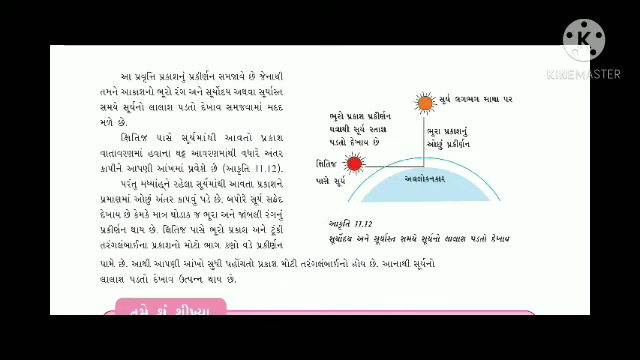 આ પ્રવૃત્તિ પ્રકાશનું પ્રકીર્ણન સમજાવે છે જેનાથી
તમને આકાશનો ભૂરો રંગ અને સૂર્યોદય અથવા સૂર્યાસ્ત
સમયે સૂર્યનો લાલાશ પડતો દેખાવ સમજવામાં મદદ
મળે છે.
ક્ષિતિજ પાસે સૂર્યમાંથી આવતો પ્રકાશ
વાતાવરણમાં હવાના ઘટ્ટ આવરણમાંથી વધારે અંતર
કાપીને આપણી આંખમાં પ્રવેશે છે (આકૃતિ 11.12).
પરંતુ મધ્યાહ્ને રહેલા સૂર્યમાંથી આવતા પ્રકાશને
પ્રમાણમાં ઓછું અંતર કાપવું પડે છે. બપોરે સૂર્ય સફેદ
દેખાય છે કેમકે માત્ર થોડાક જ ભૂરા અને જાંબલી રંગનું
પ્રકીર્ણન થાય છે. ક્ષિતિજ પાસે ભૂરો પ્રકાશ અને ટૂંકી
તરંગલંબાઈના પ્રકાશનો મોટો ભાગ કણો વડે પ્રકીર્ણન
પામે છે. આથી આપણી આંખો સુધી પહોંચતો પ્રકાશ મોટી તરંગલંબાઈનો હોય છે. આનાથી સૂર્યનો
લાલાશ પડતો દેખાવ ઉત્પન્ન થાય છે.
સૂર્ય લગભગ માથા પર
ભૂરો પ્રકાશ પ્રકીર્ણન
થવાથી સૂર્ય રતાશ
પડતો દેખાય છે
ભૂરા પ્રકાશનું
ઓછું પ્રકીર્ણન
ક્ષિતિજ
પાસે સૂર્ય
અવલોકનકાર
આકૃતિ 11.12
સૂર્યોદય અને સૂર્યાસ્ત સમયે સૂર્યનો લાલાશ પડતો દેખાવ
તમે શું શીખ્યા
K
KINEMASTER